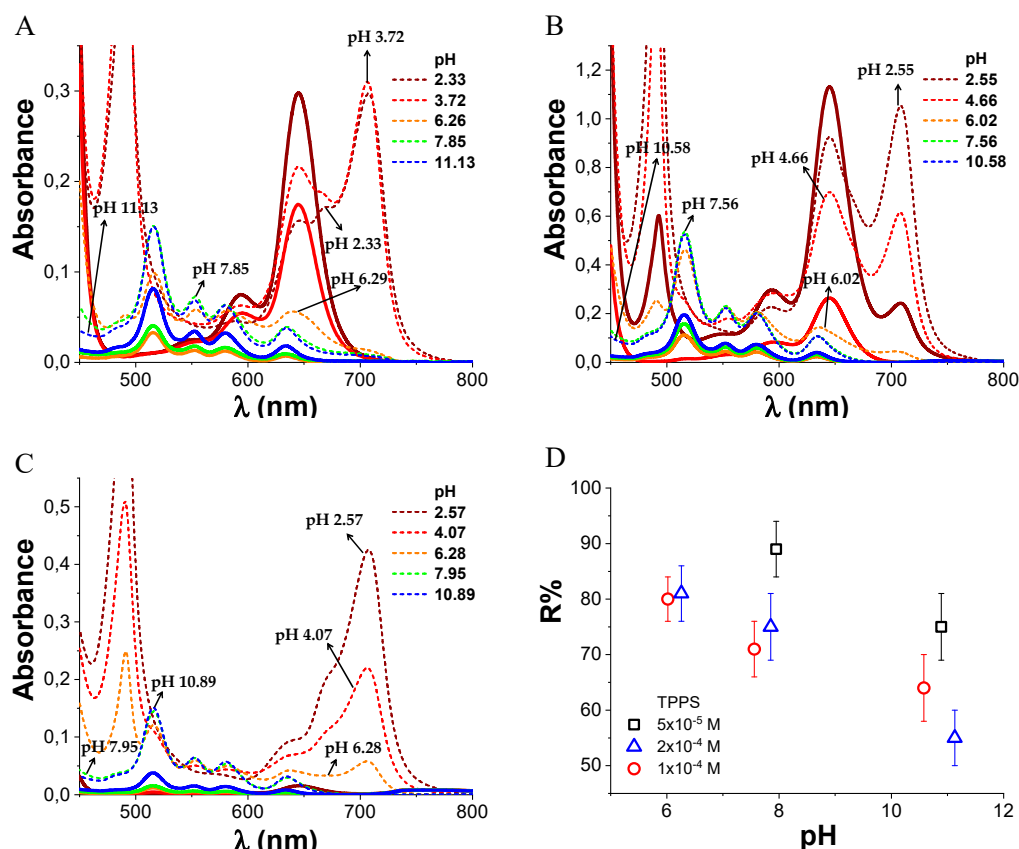 A
Absorbance
0,3
0,2
0,1
0,0
500
600
700
800
λ (nm)
pH
2.33
3.72
6.26
7.85
11.13
pH 3.72
pH 11.13
pH 7.85
pH 2.33
pH 6.29
B
Absorbance
1,2
1,0
0,8
0,6
0,4
0,2
0,0
500
600
700
800
λ (nm)
pH
2.55
4.66
6.02
7.56
10.58
pH 2.55
pH 10.58
pH 4.66
pH 7.56
pH 6.02
C
Absorbance
0,5
0,4
0,3
0,2
0,1
0,0
500
600
700
800
λ (nm)
pH
2.57
4.07
6.28
7.95
10.89
pH 2.57
pH 4.07
pH 10.89
pH 7.95
pH 6.28
D
R%
100
90
80
70
60
50
6
8
10
12
pH
TPPS
5x10⁻⁵ M
2x10⁻⁴ M
1x10⁻⁴ M